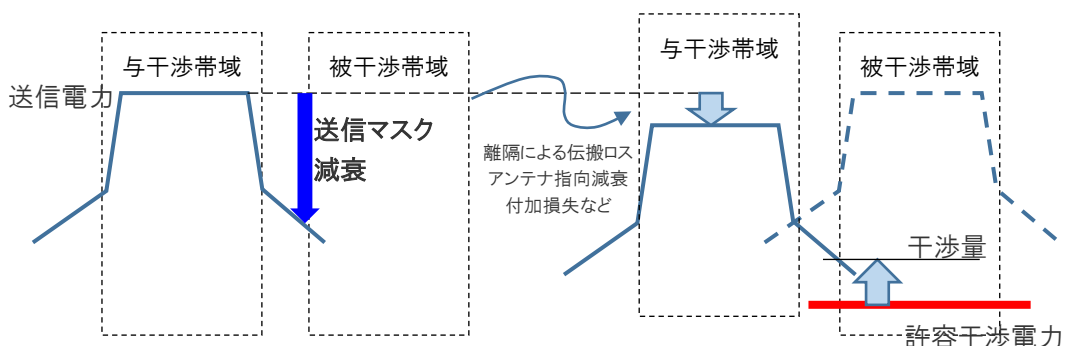 与干渉帯域
被干渉帯域
与干渉帯域
被干渉帯域
送信電力
送信マスク
減衰
離隔による伝搬ロス
アンテナ指向減衰
付加損失など
干渉量
許容干渉電力